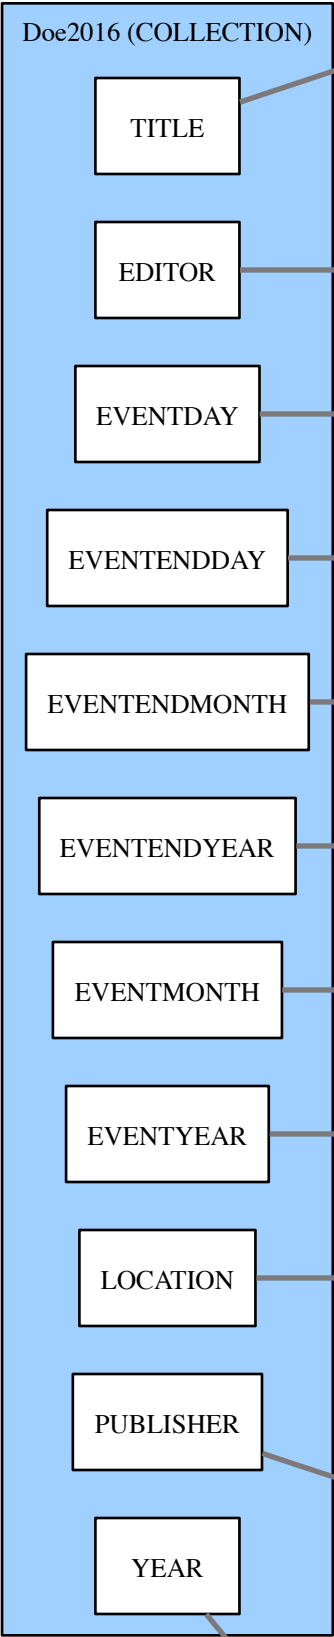 Doe2016 (COLLECTION)
TITLE
EDITOR
EVENTDAY
EVENTENDDAY
EVENTENDMONTH
EVENTENDYEAR
EVENTMONTH
EVENTYEAR
LOCATION
PUBLISHER
YEAR